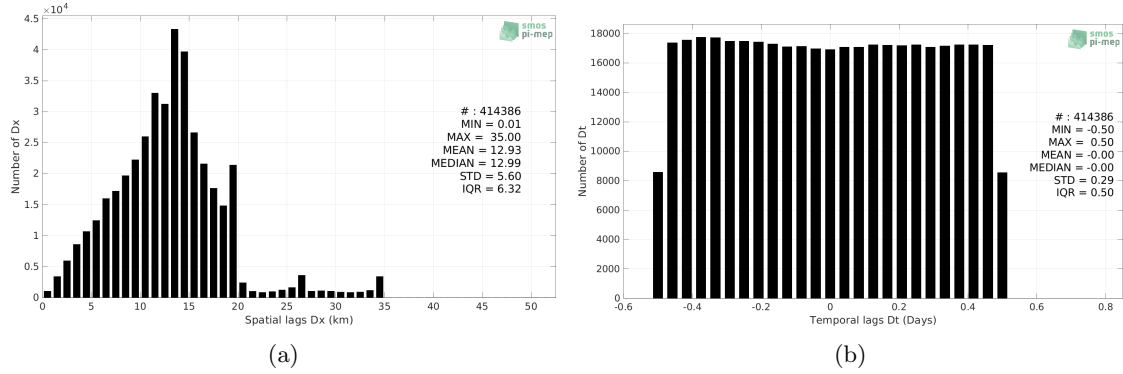 ×10⁴
4.5
4
3.5
3
2.5
2
1.5
1
0.5
0
Number of Dx
smos
pi-mep
# : 414386
MIN = 0.01
MAX = 35.00
MEAN = 12.93
MEDIAN = 12.99
STD = 5.60
IQR = 6.32
0 5 10 15 20 25 30 35 40 45 50
Spatial lags Dx (km)
(a)
18000
16000
14000
12000
10000
8000
6000
4000
2000
0
Number of Dt
smos
pi-mep
# : 414386
MIN = -0.50
MAX = 0.50
MEAN = -0.00
MEDIAN = -0.00
STD = 0.29
IQR = 0.50
-0.6 -0.4 -0.2 0 0.2 0.4 0.6 0.8
Temporal lags Dt (Days)
(b)